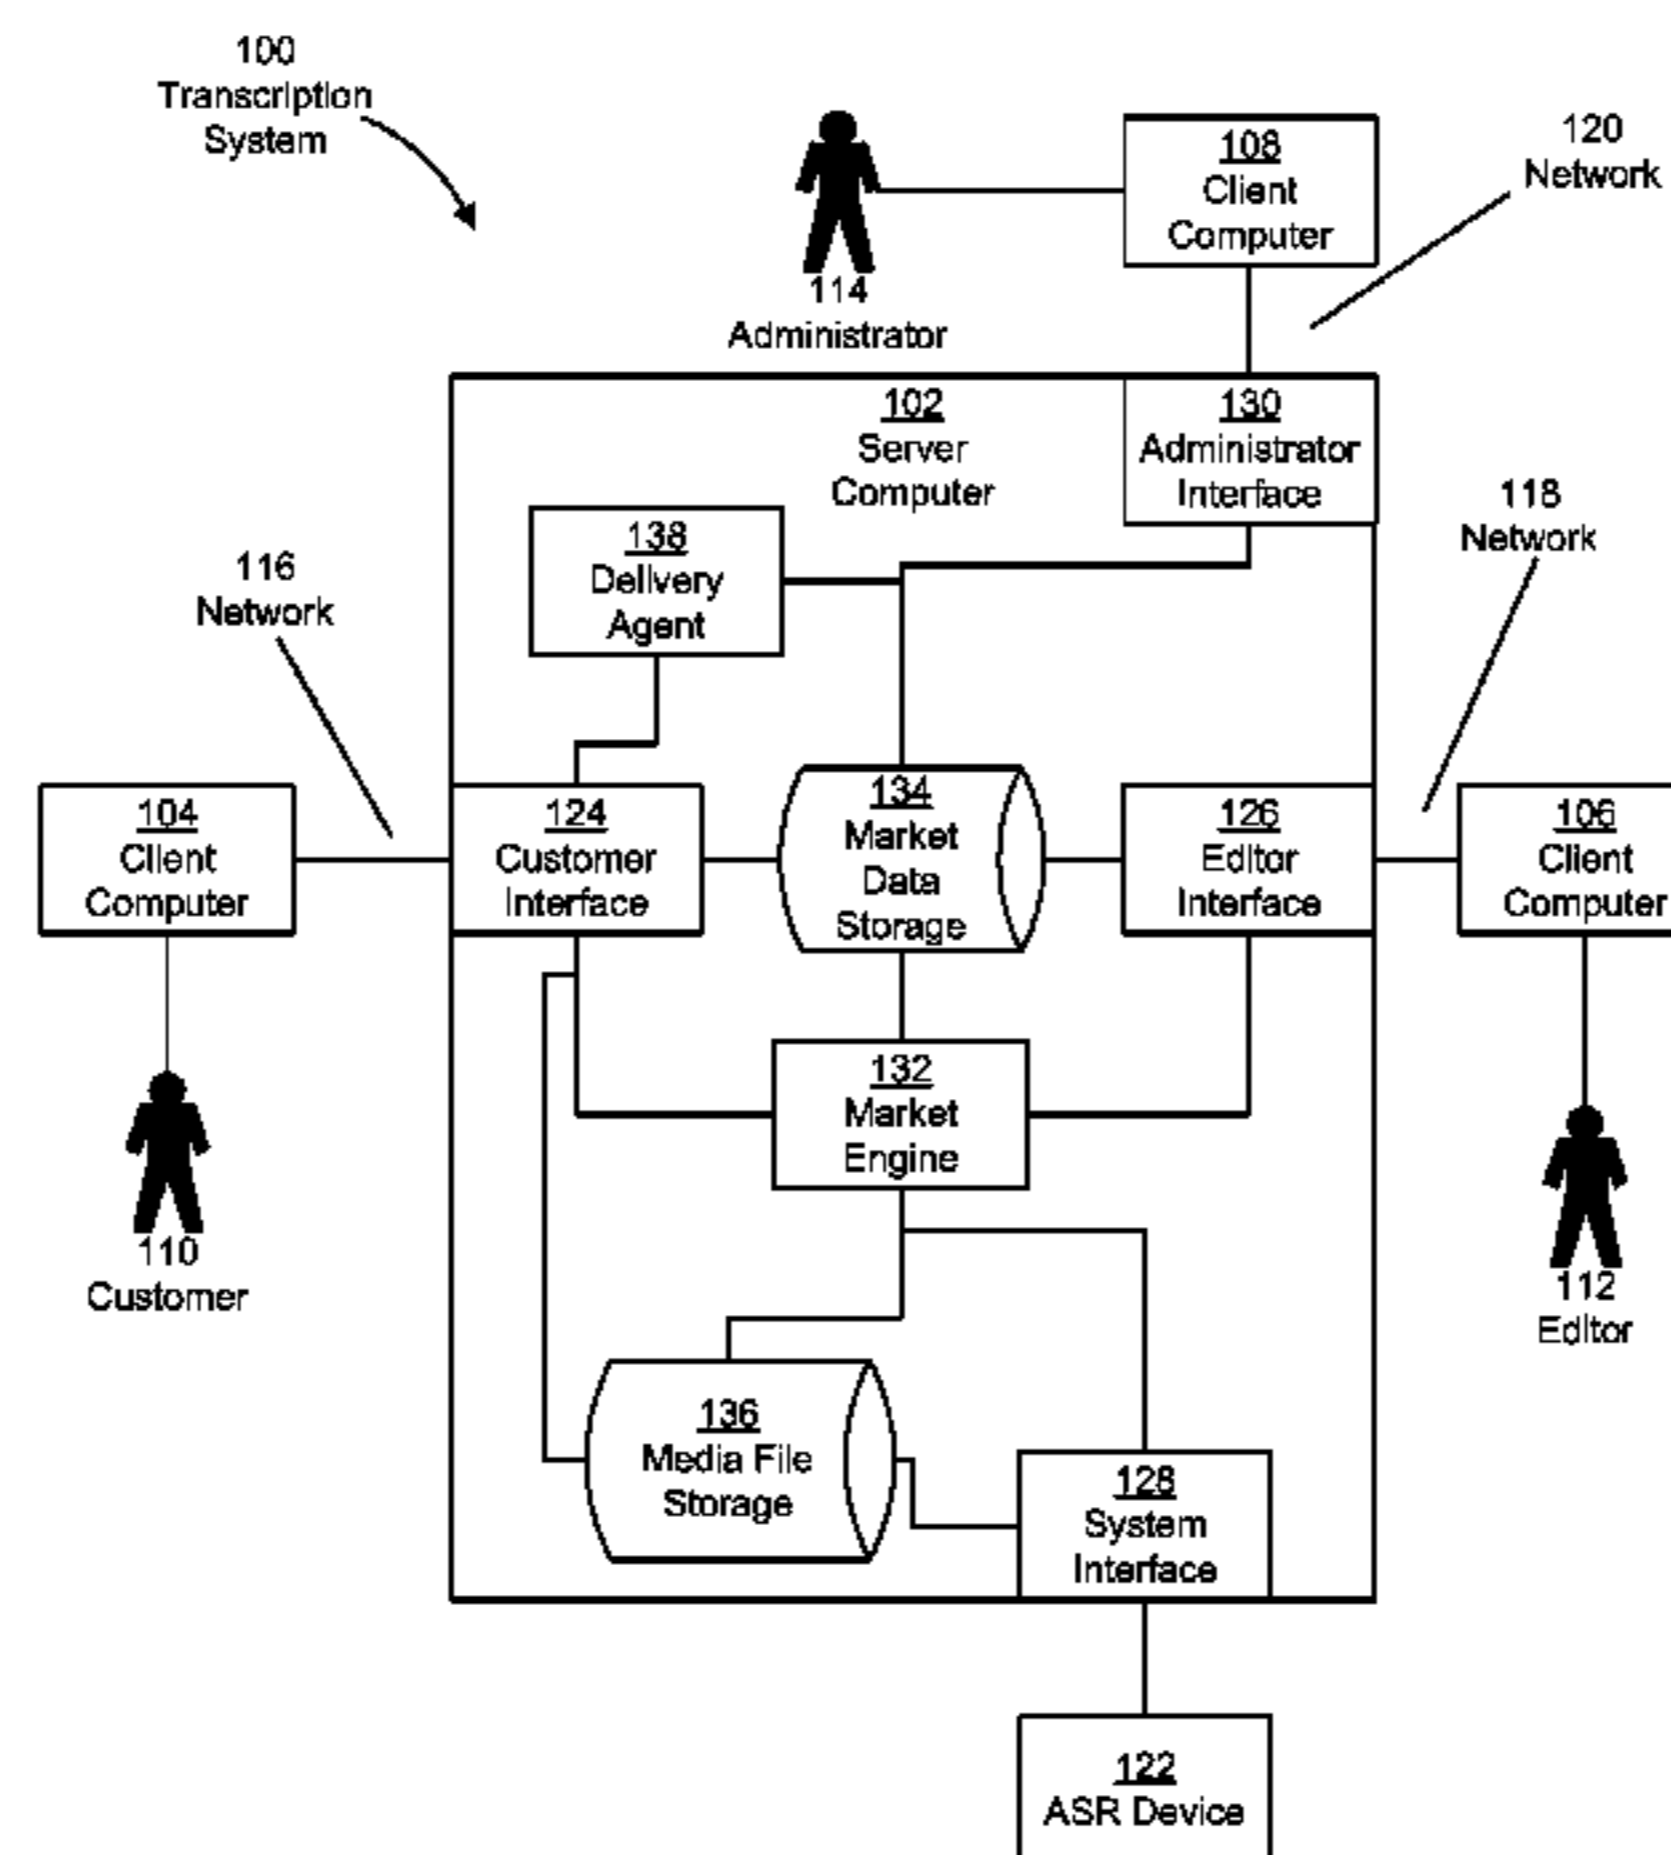 100
Transcription
System
114
Administrator
108
Client
Computer
120
Network
102
Server
Computer
130
Administrator
Interface
138
Delivery
Agent
116
Network
118
Network
104
Client
Computer
124
Customer
Interface
134
Market
Data
Storage
126
Editor
Interface
106
Client
Computer
132
Market
Engine
110
Customer
112
Editor
136
Media File
Storage
128
System
Interface
122
ASR Device